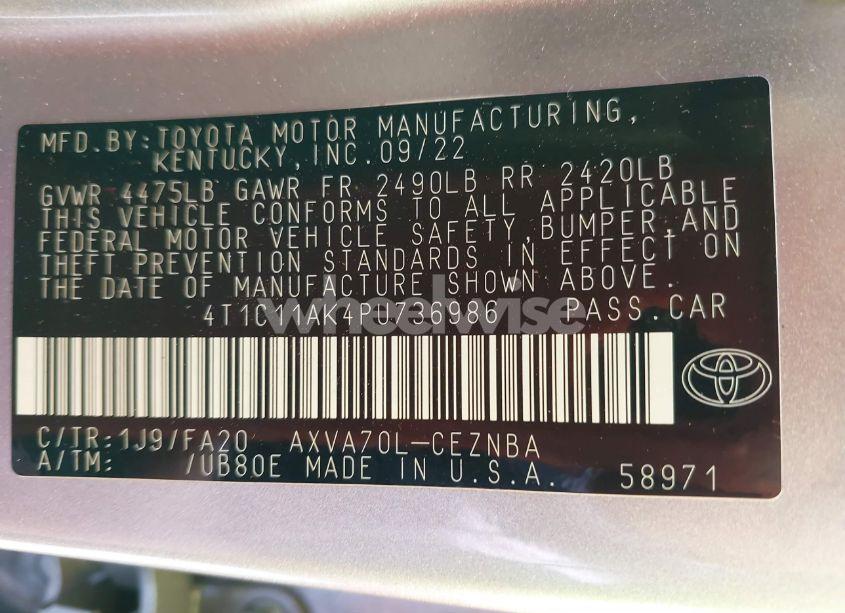 MFD.BY:TOYOTA MOTOR MANUFACTURING,
KENTUCKY,INC.09/22
GVWR 4475LB GAWR FR 2490LB RR 2420LB
THIS VEHICLE CONFORMS TO ALL APPLICABLE
FEDERAL MOTOR VEHICLE SAFETY,BUMPER,AND
THEFT PREVENTION STANDARDS IN EFFECT ON
THE DATE OF MANUFACTURE SHOWN ABOVE.
PASS.CAR
wheelwise
C/TR:1J9/FA20 AXVA70L-CEZNBA
A/TM: /UB80E MADE IN U.S.A. 58971